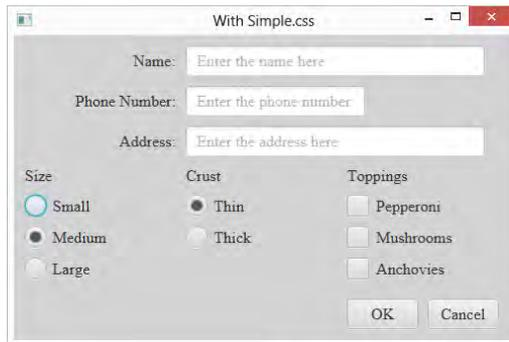 With Simple.css
Name: Enter the name here
Phone Number: Enter the phone number
Address: Enter the address here
Size Crust Toppings
Small Thin Pepperoni
Medium Thick Mushrooms
Large Anchovies
OK Cancel